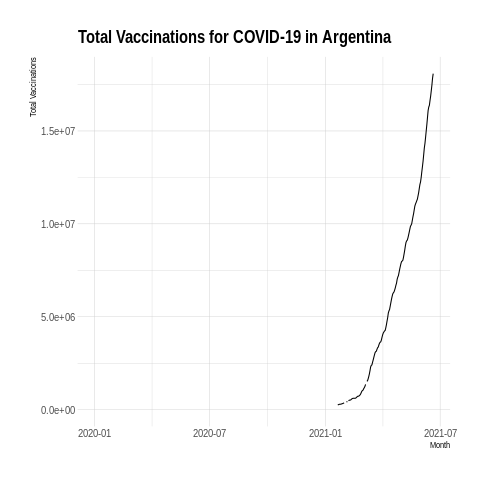 Total Vaccinations for COVID-19 in Argentina
Total Vaccinations
1.5e+07
1.0e+07
5.0e+06
0.0e+00
2020-01 2020-07 2021-01 2021-07
Month